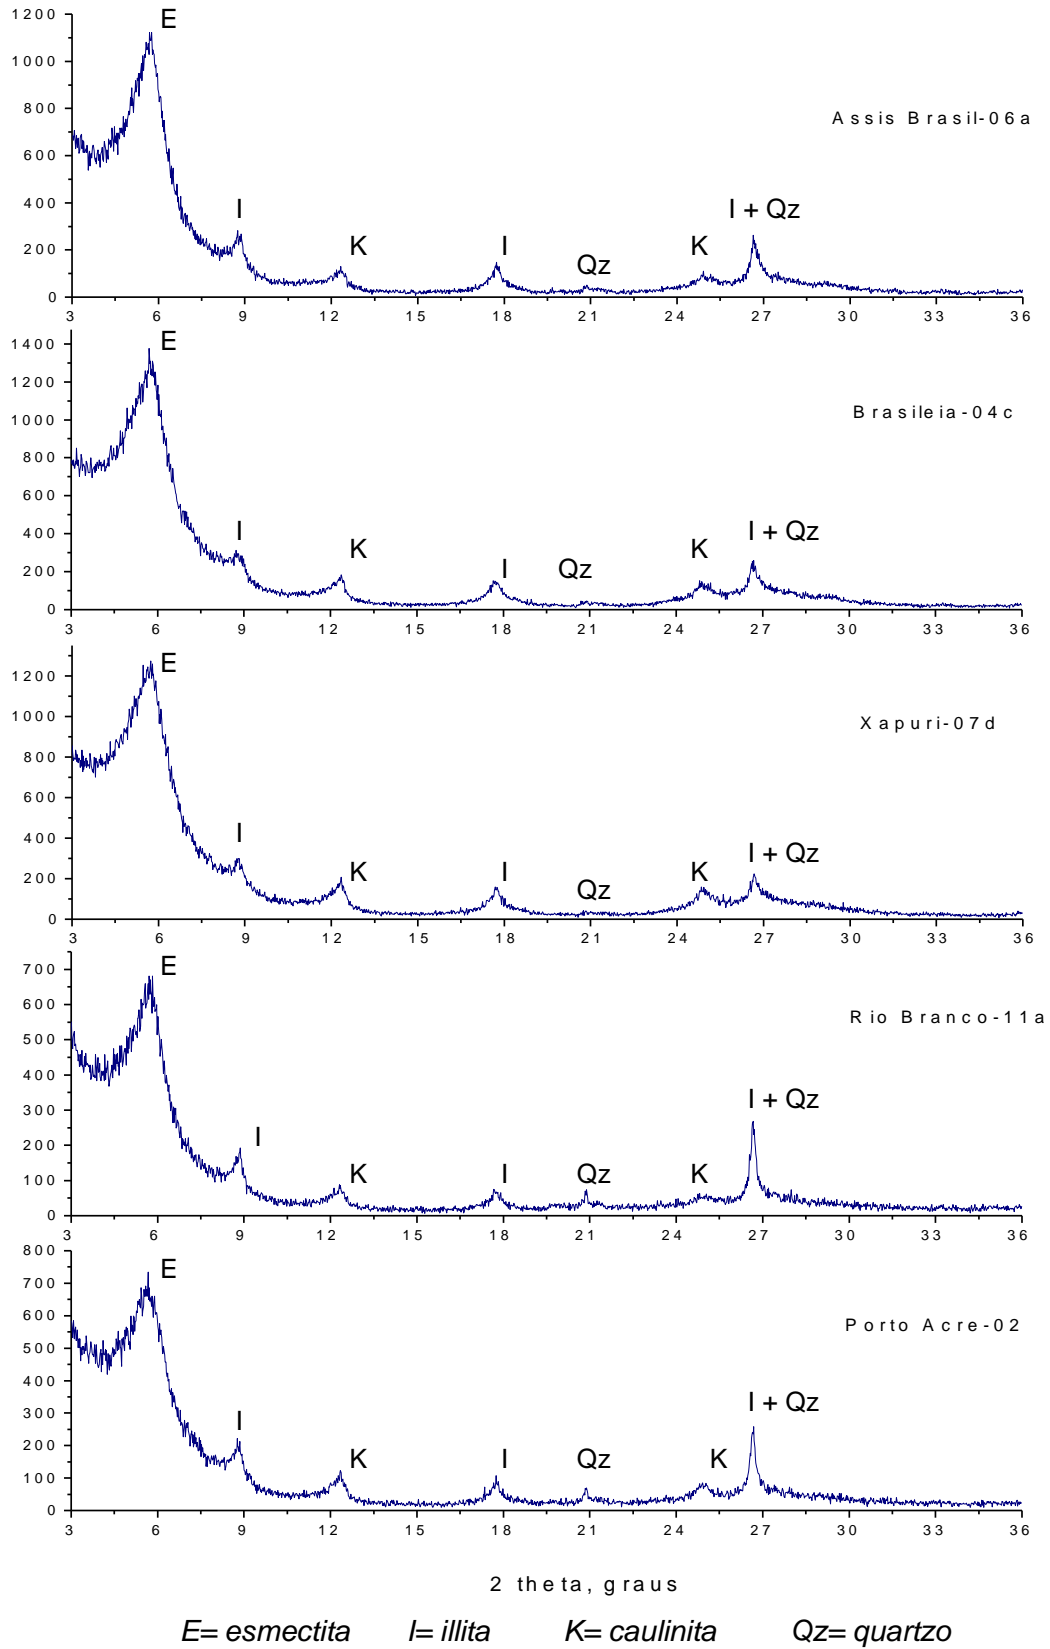 E
1200
1000
800
600
400
200
0
Assis Brasil-06a
I K I Qz K I + Qz
3 6 9 12 15 18 21 24 27 30 33 36
E
1400
1200
1000
800
600
400
200
0
Brasileia-04c
I K I Qz K I + Qz
3 6 9 12 15 18 21 24 27 30 33 36
E
1200
1000
800
600
400
200
0
Xapuri-07d
I K I Qz K I + Qz
3 6 9 12 15 18 21 24 27 30 33 36
E
700
600
500
400
300
200
100
0
Rio Branco-11a
I K I Qz K I + Qz
3 6 9 12 15 18 21 24 27 30 33 36
E
800
700
600
500
400
300
200
100
0
Porto Acre-02
I K I Qz K I + Qz
3 6 9 12 15 18 21 24 27 30 33 36
2 theta, graus
E= esmectita I= illita K= caulinita Qz= quartzo